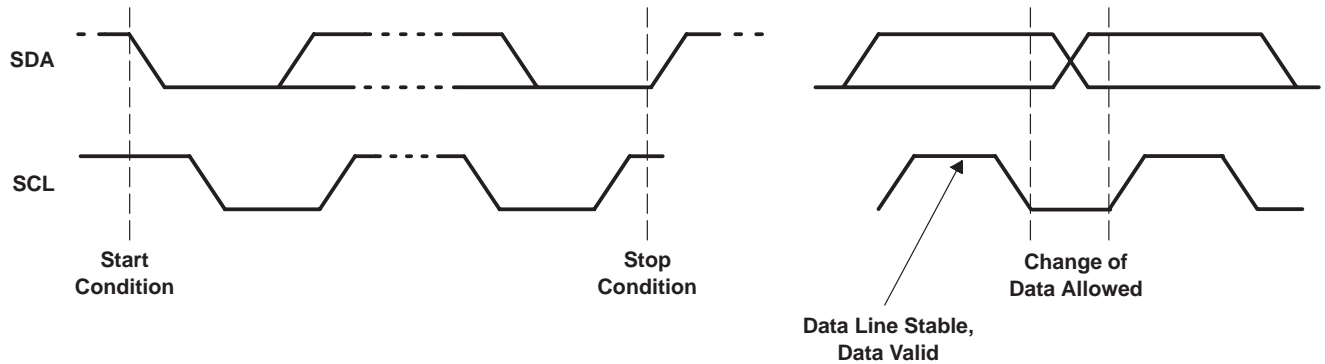 SDA
SCL
Start
Condition
Stop
Condition
Change of
Data Allowed
Data Line Stable,
Data Valid